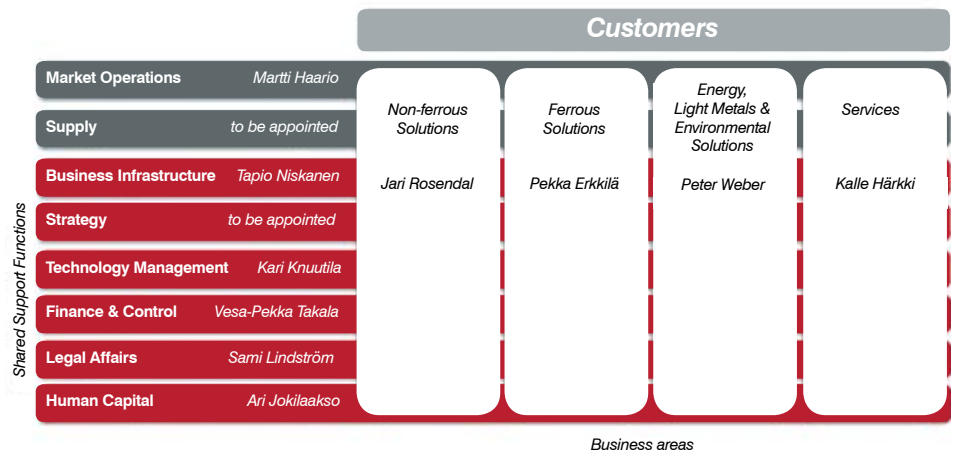 Customers
Market Operations Martti Haario
Supply to be appointed
Business Infrastructure Tapio Niskanen
Strategy to be appointed
Technology Management Kari Knuutila
Finance & Control Vesa-Pekka Takala
Legal Affairs Sami Lindström
Human Capital Ari Jokilaakso
Shared Support Functions
Non-ferrous
Solutions
Jari Rosendal
Ferrous
Solutions
Pekka Erkkilä
Energy,
Light Metals &
Environmental
Solutions
Peter Weber
Services
Kalle Härkki
Business areas